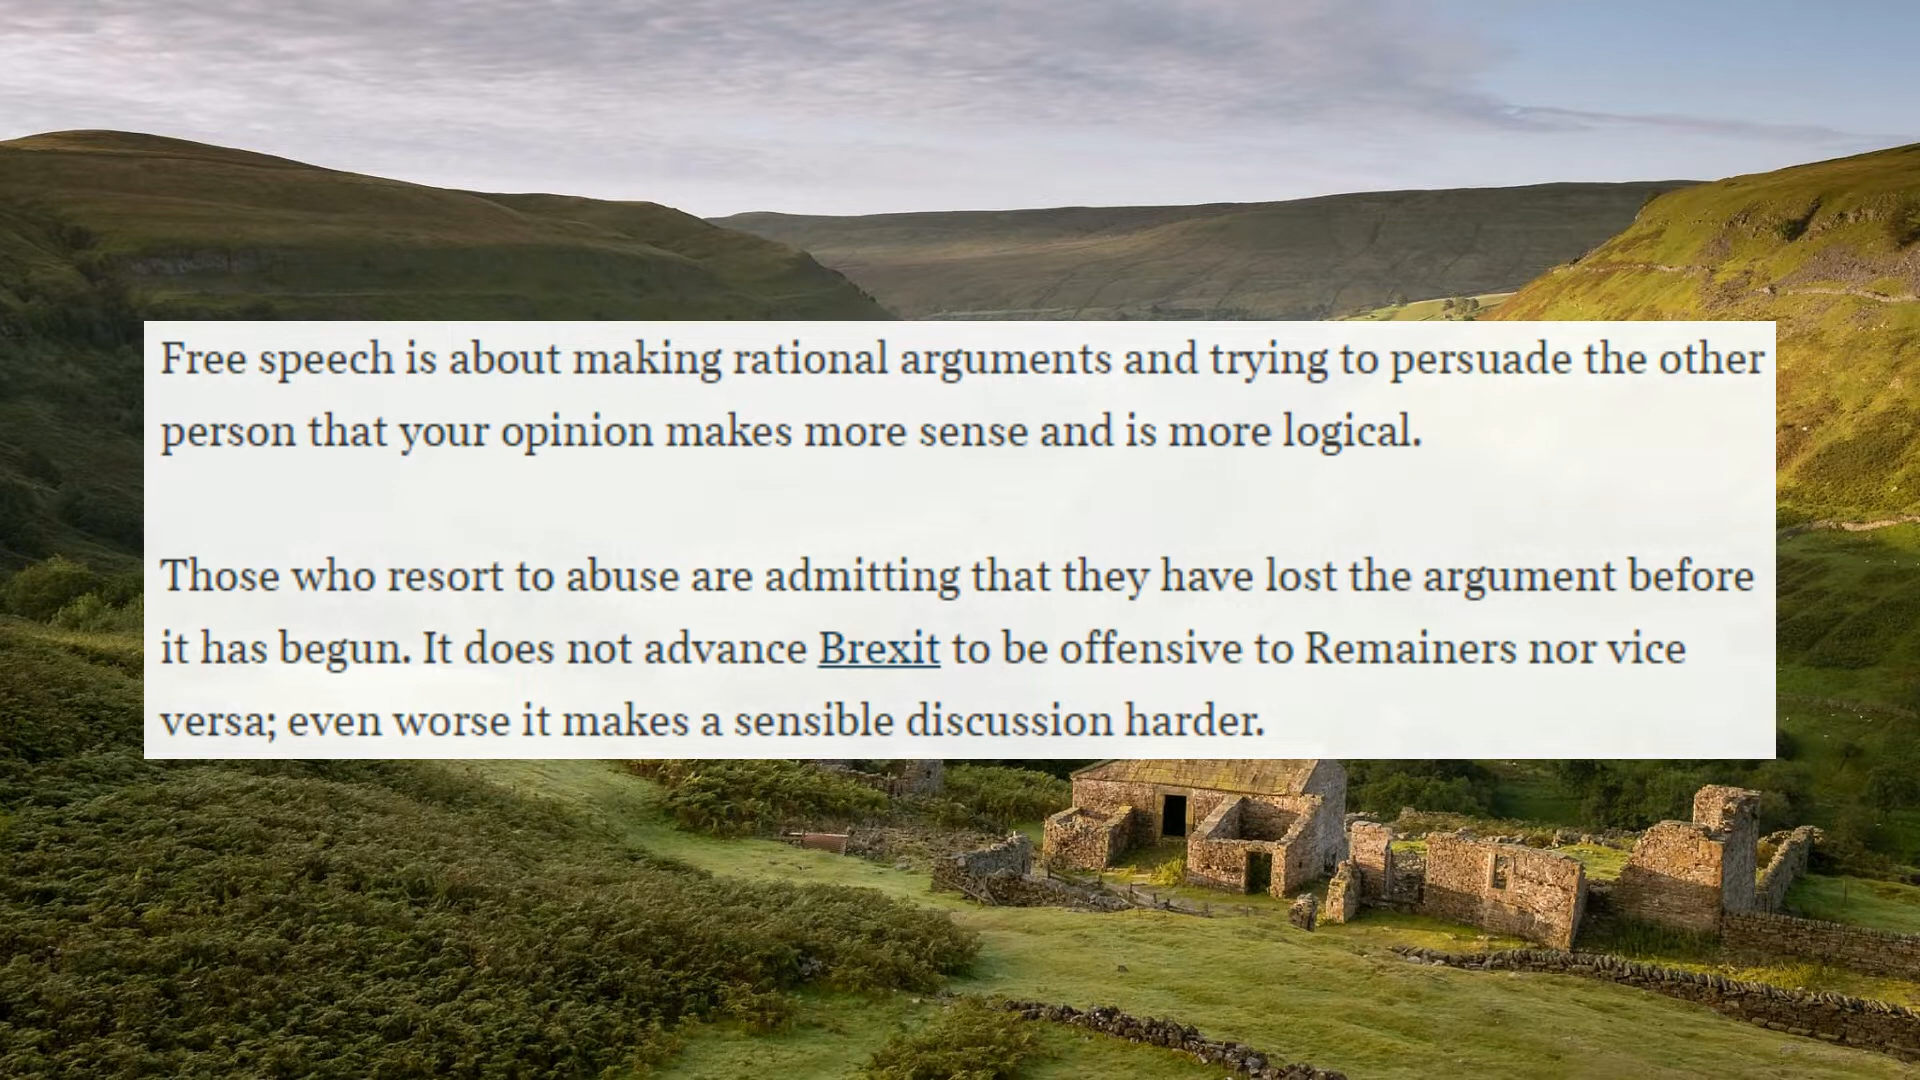 Free speech is about making rational arguments and trying to persuade the other
person that your opinion makes more sense and is more logical.
Those who resort to abuse are admitting that they have lost the argument before
it has begun. It does not advance Brexit to be offensive to Remainers nor vice
versa; even worse it makes a sensible discussion harder.